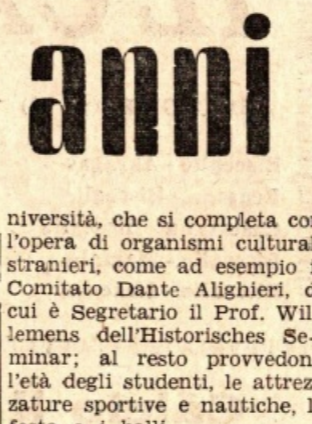 anni
niversità, che si completa con
l'opera di organismi cultural
stranieri, come ad esempio i
Comitato Dante Alighieri, d
cui è Segretario il Prof. Wil
lemens dell'Historisches Se-
minar; al resto provvedon
l'età degli studenti, le attrez
zature sportive e nautiche, l